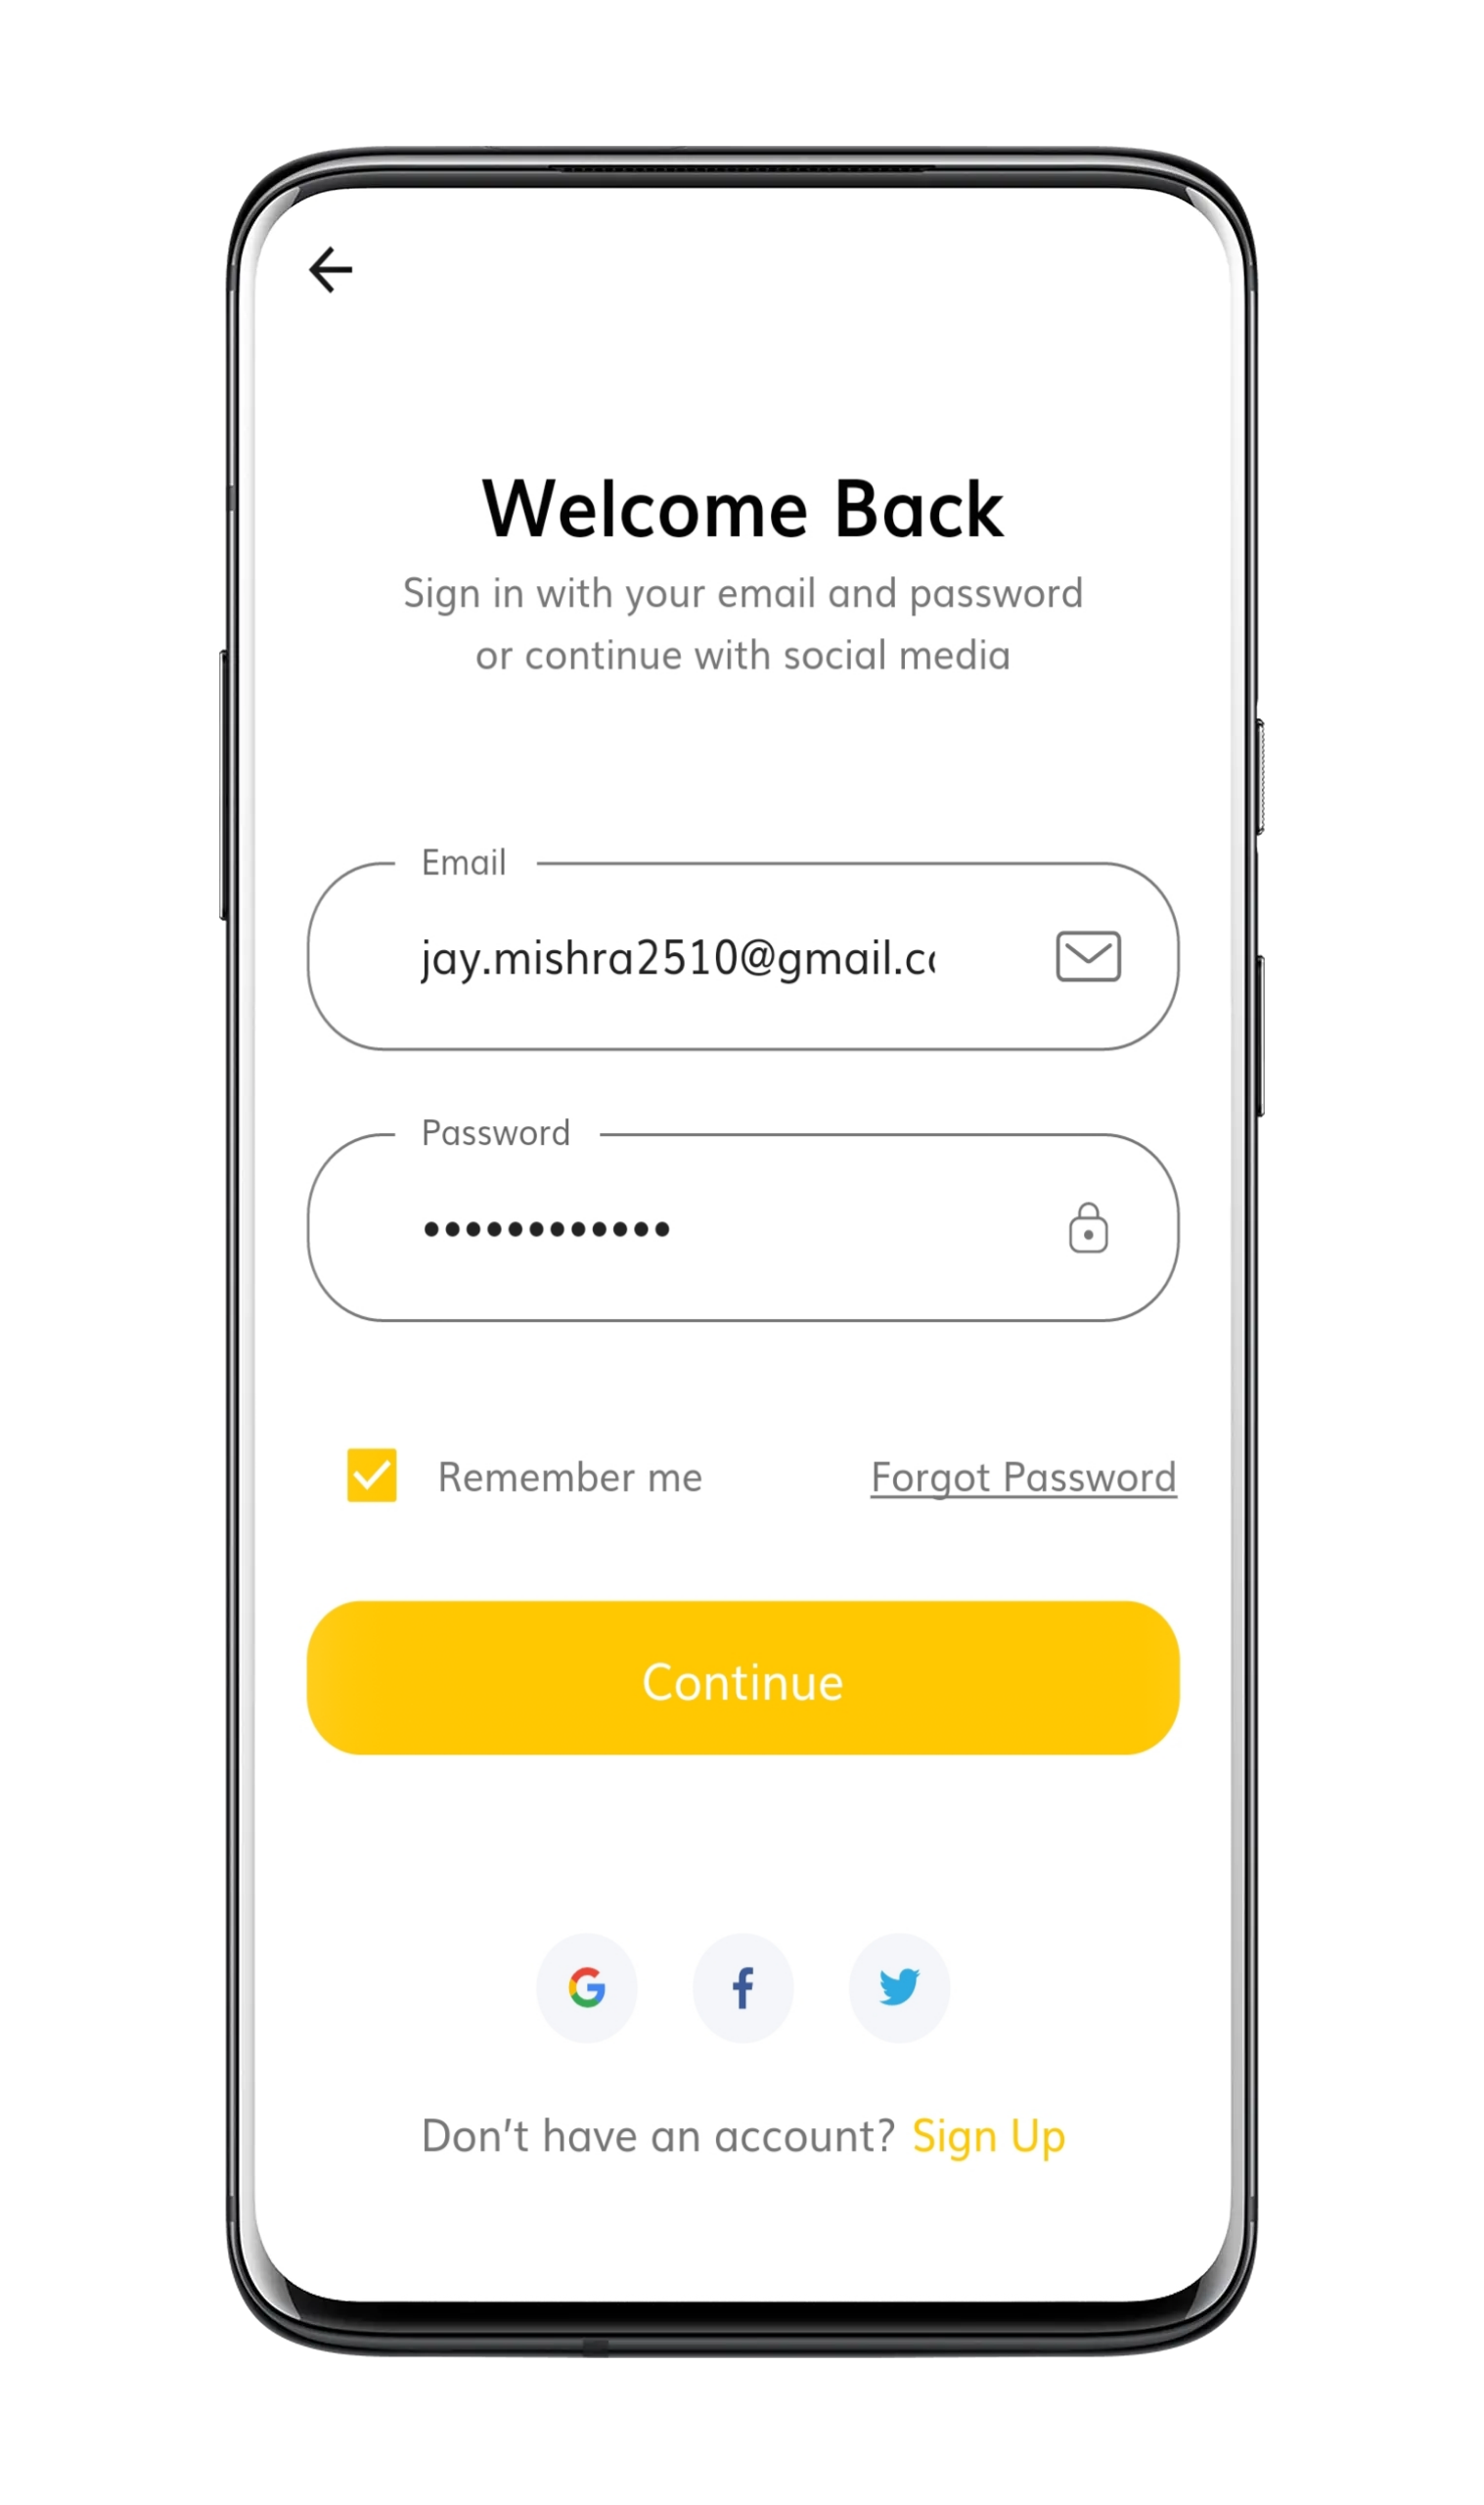 Welcome Back
Sign in with your email and password
or continue with social media
Email
jay.mishra2510@gmail.c
Password
••••••••••••
Remember me
Forgot Password
Continue
Don't have an account? Sign Up